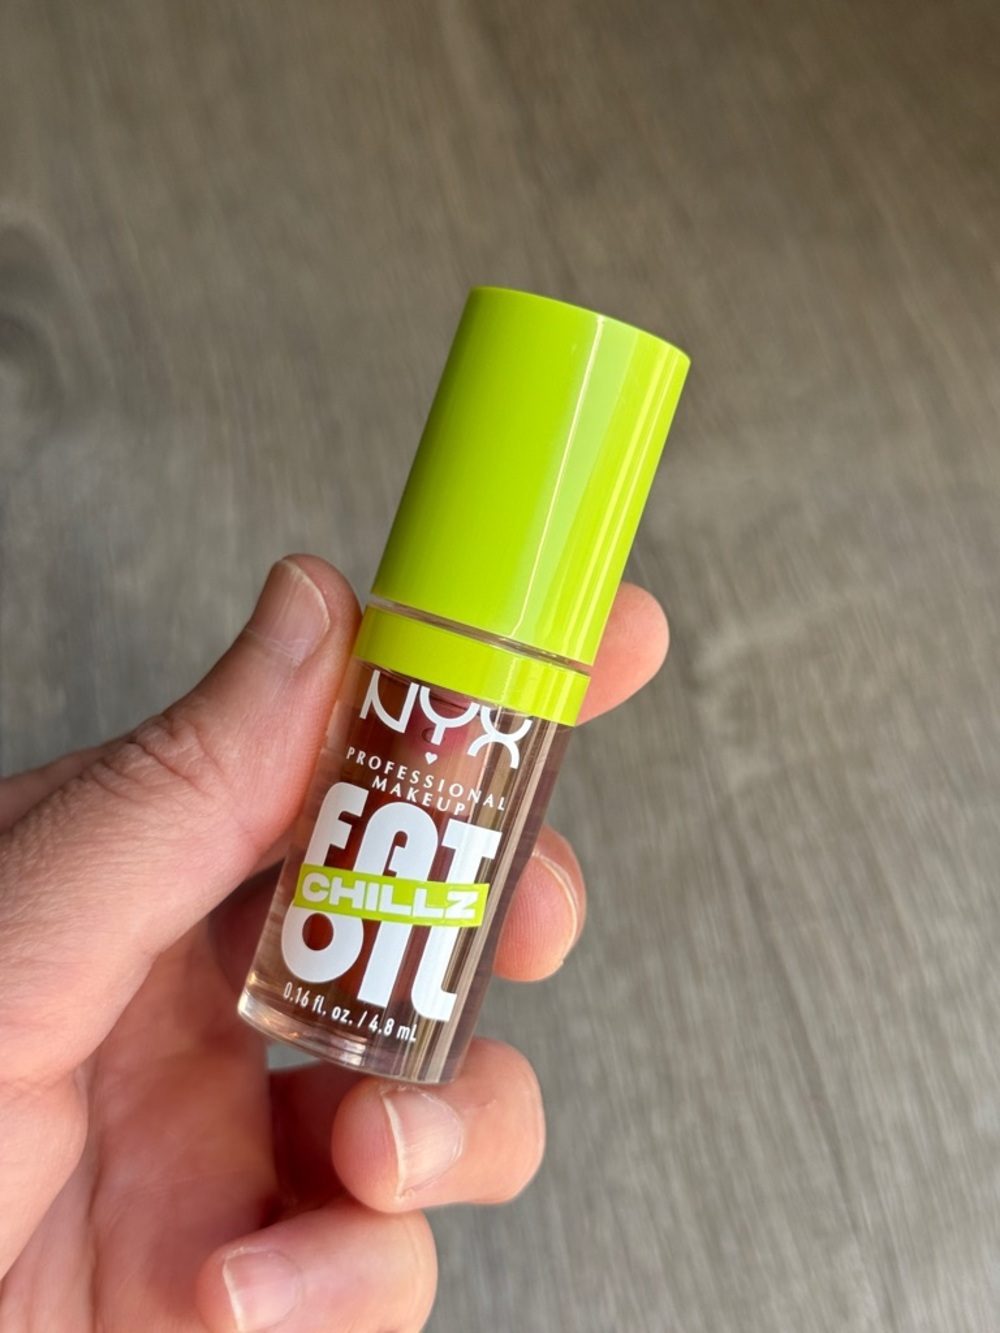 NYX
PROFESSIONAL
MAKEUP
FAT
CHILLZ
OIL
0.16 fl. oz. / 4.8 mL